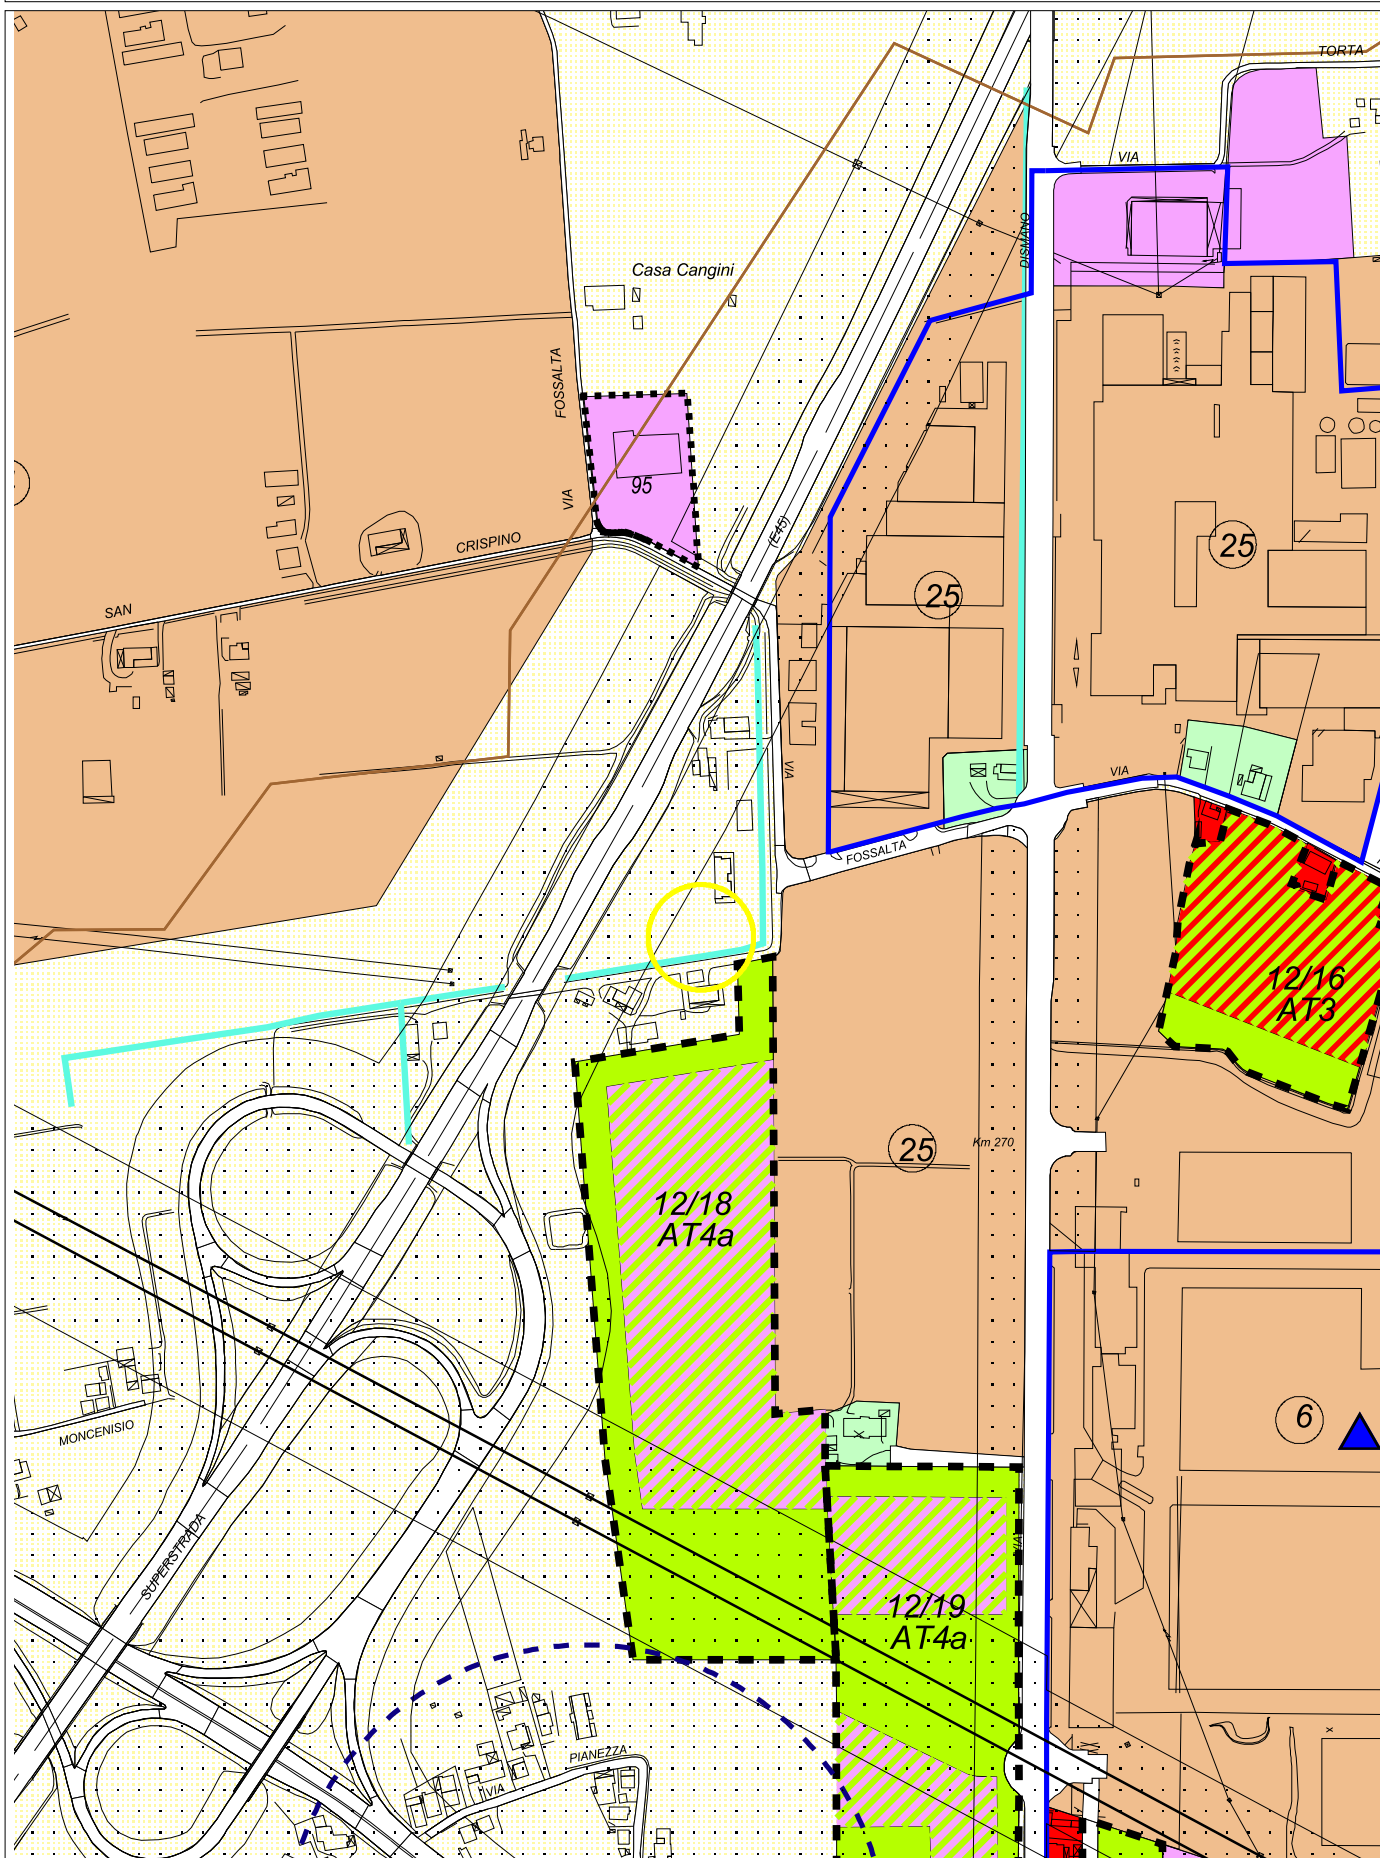 TORTA
VIA
DISMANO
Casa Cangini
FOSSALTA
VIA
95
CRISPINO
SAN
(E45)
25
25
VIA
VIA
FOSSALTA
12/16
AT3
25
Km 270
12/18
AT4a
6
MONCENISIO
SUPERSTRADA
VIA
12/19
AT4a
PIANEZZA
VIA